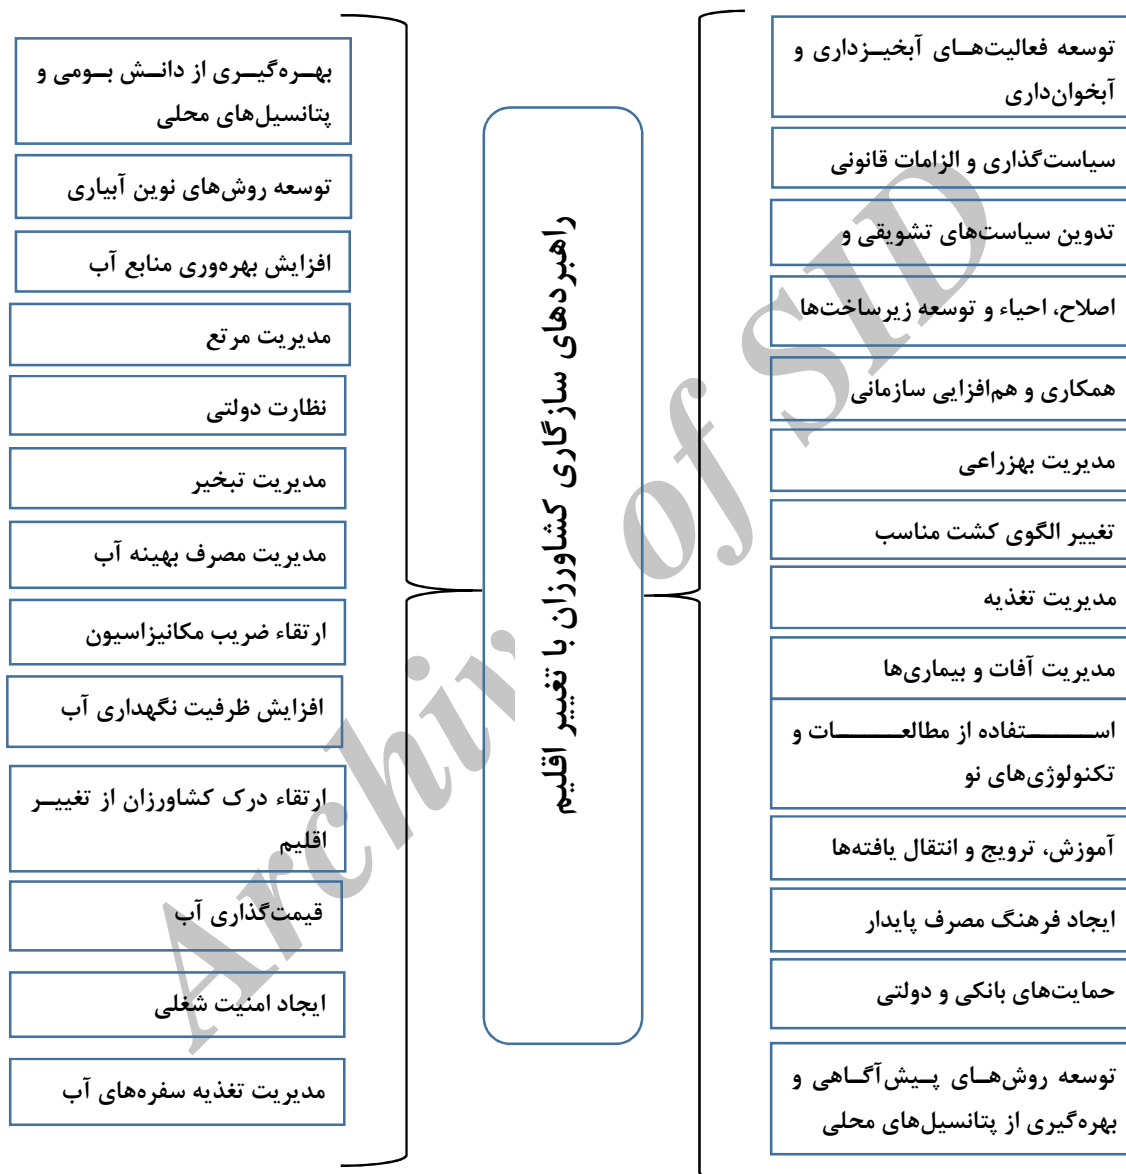 توسعه فعالیت‌های آبخیزداری و
آبخوان‌داری
سیاست‌گذاری و الزامات قانونی
تدوین سیاست‌های تشویقی و
اصلاح، احیاء و توسعه زیرساخت‌ها
همکاری و هم‌افزایی سازمانی
مدیریت بهزراعی
تغییر الگوی کشت مناسب
مدیریت تغذیه
مدیریت آفات و بیماری‌ها
استفاده از مطالعات و
تکنولوژی‌های نو
آموزش، ترویج و انتقال یافته‌ها
ایجاد فرهنگ مصرف پایدار
حمایت‌های بانکی و دولتی
توسعه روش‌های پیش‌آگاهی و
بهره‌گیری از پتانسیل‌های محلی
راهبردهای سازگاری کشاورزان با تغییر اقلیم
بهره‌گیری از دانش بومی و
پتانسیل‌های محلی
توسعه روش‌های نوین آبیاری
افزایش بهره‌وری منابع آب
مدیریت مرتع
نظارت دولتی
مدیریت تبخیر
مدیریت مصرف بهینه آب
ارتقاء ضریب مکانیزاسیون
افزایش ظرفیت نگهداری آب
ارتقاء درک کشاورزان از تغییر
اقلیم
قیمت‌گذاری آب
ایجاد امنیت شغلی
مدیریت تغذیه سفره‌های آب
Archive of SID